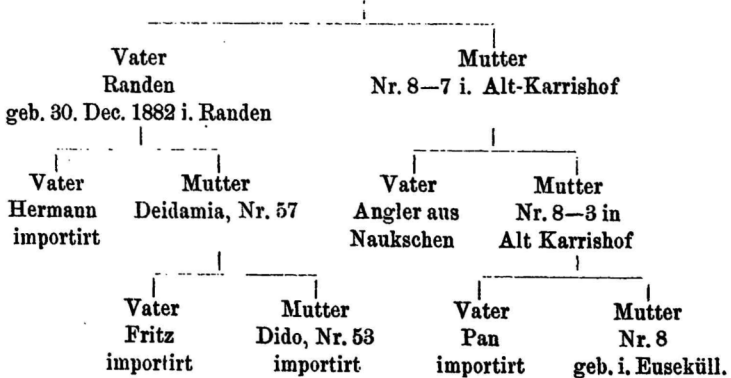 Vater Mutter
Randen Nr. 8—7 i. Alt-Karrishof
geb. 30. Dec. 1882 i. Randen
Vater Mutter Vater Mutter
Hermann Deidamia, Nr. 57 Angler aus Nr. 8—3 in
importirt Naukschen Alt Karrishof
Vater Mutter Vater Mutter
Fritz Dido, Nr. 53 Pan Nr. 8
importirt importirt importirt geb. i. Euseküll.